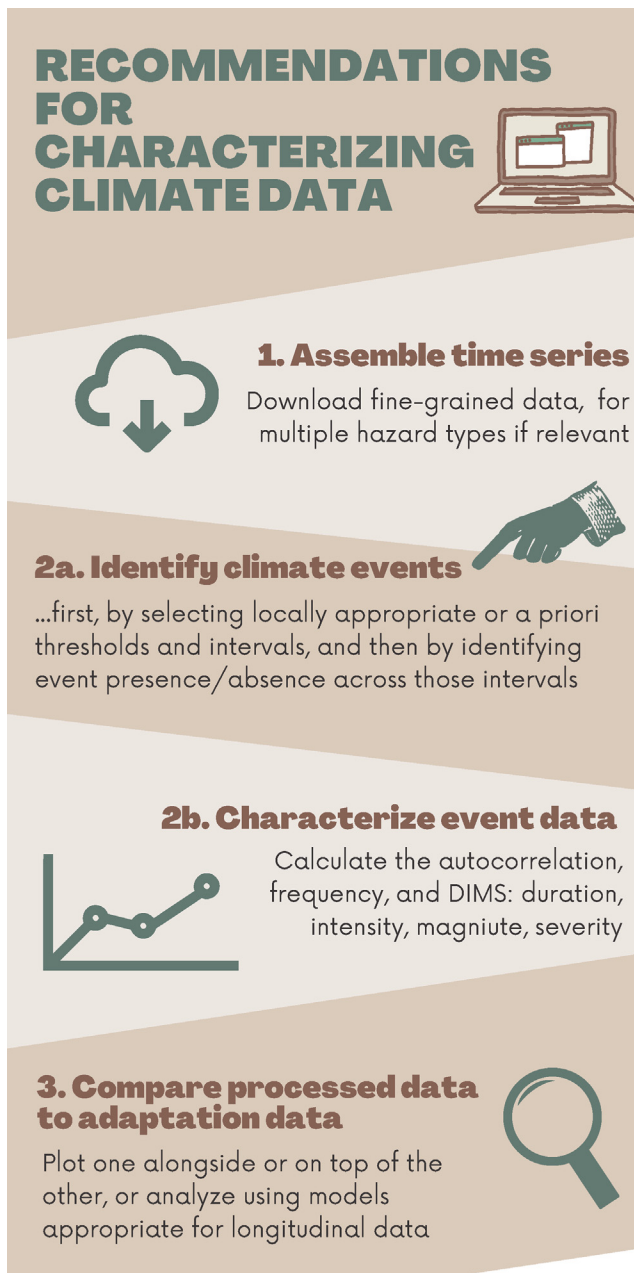 RECOMMENDATIONS
FOR
CHARACTERIZING
CLIMATE DATA
1. Assemble time series
Download fine-grained data, for
multiple hazard types if relevant
2a. Identify climate events
...first, by selecting locally appropriate or a priori
thresholds and intervals, and then by identifying
event presence/absence across those intervals
2b. Characterize event data
Calculate the autocorrelation,
frequency, and DIMS: duration,
intensity, magniute, severity
3. Compare processed data
to adaptation data
Plot one alongside or on top of the
other, or analyze using models
appropriate for longitudinal data